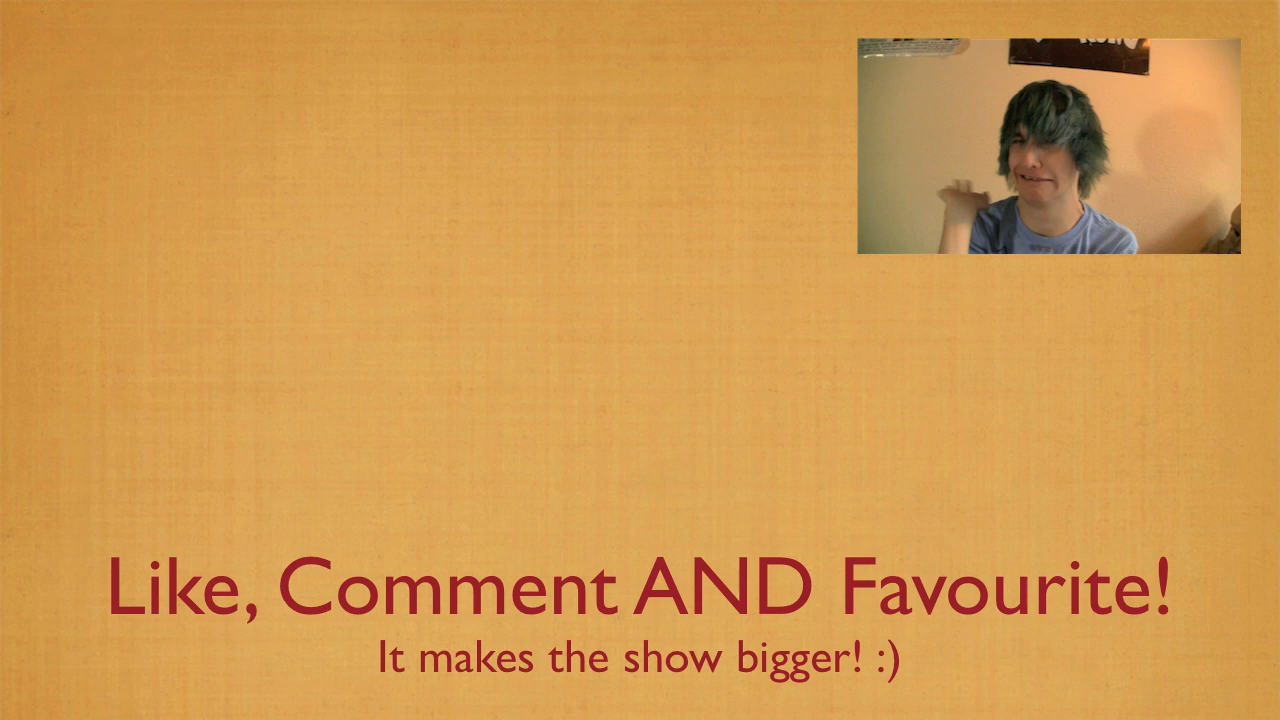 Like, Comment AND Favourite!
It makes the show bigger! :)